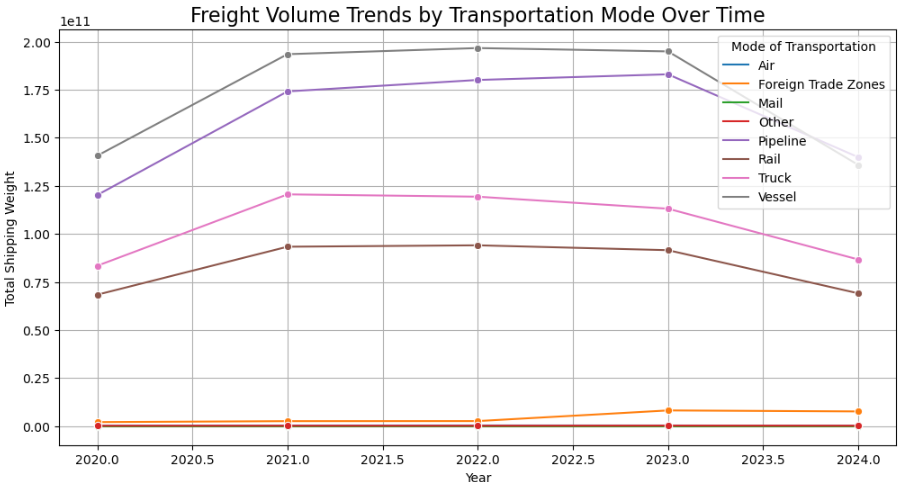 Freight Volume Trends by Transportation Mode Over Time
1e11
2.00
1.75
1.50
1.25
1.00
0.75
0.50
0.25
0.00
Total Shipping Weight
Mode of Transportation
Air
Foreign Trade Zones
Mail
Other
Pipeline
Rail
Truck
Vessel
2020.0 2020.5 2021.0 2021.5 2022.0 2022.5 2023.0 2023.5 2024.0
Year